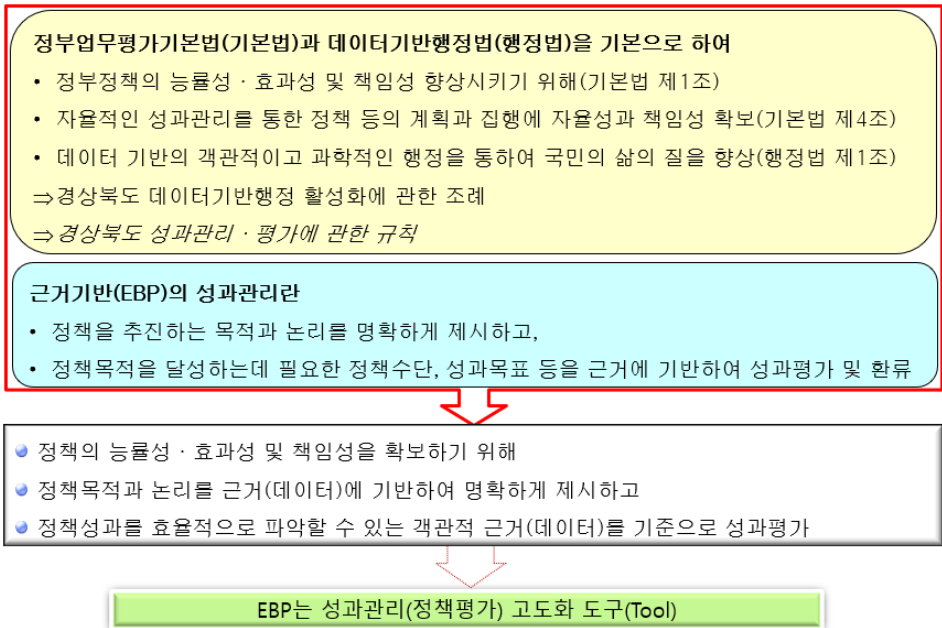 정부업무평가기본법(기본법)과 데이터기반행정법(행정법)을 기본으로 하여
• 정부정책의 능률성 · 효과성 및 책임성 향상시키기 위해(기본법 제1조)
• 자율적인 성과관리를 통한 정책 등의 계획과 집행에 자율성과 책임성 확보(기본법 제4조)
• 데이터 기반의 객관적이고 과학적인 행정을 통하여 국민의 삶의 질을 향상(행정법 제1조)
⇒경상북도 데이터기반행정 활성화에 관한 조례
⇒경상북도 성과관리 · 평가에 관한 규칙
근거기반(EBP)의 성과관리란
• 정책을 추진하는 목적과 논리를 명확하게 제시하고,
• 정책목적을 달성하는데 필요한 정책수단, 성과목표 등을 근거에 기반하여 성과평가 및 환류
정책의 능률성 · 효과성 및 책임성을 확보하기 위해
정책목적과 논리를 근거(데이터)에 기반하여 명확하게 제시하고
정책성과를 효율적으로 파악할 수 있는 객관적 근거(데이터)를 기준으로 성과평가
EBP는 성과관리(정책평가) 고도화 도구(Tool)